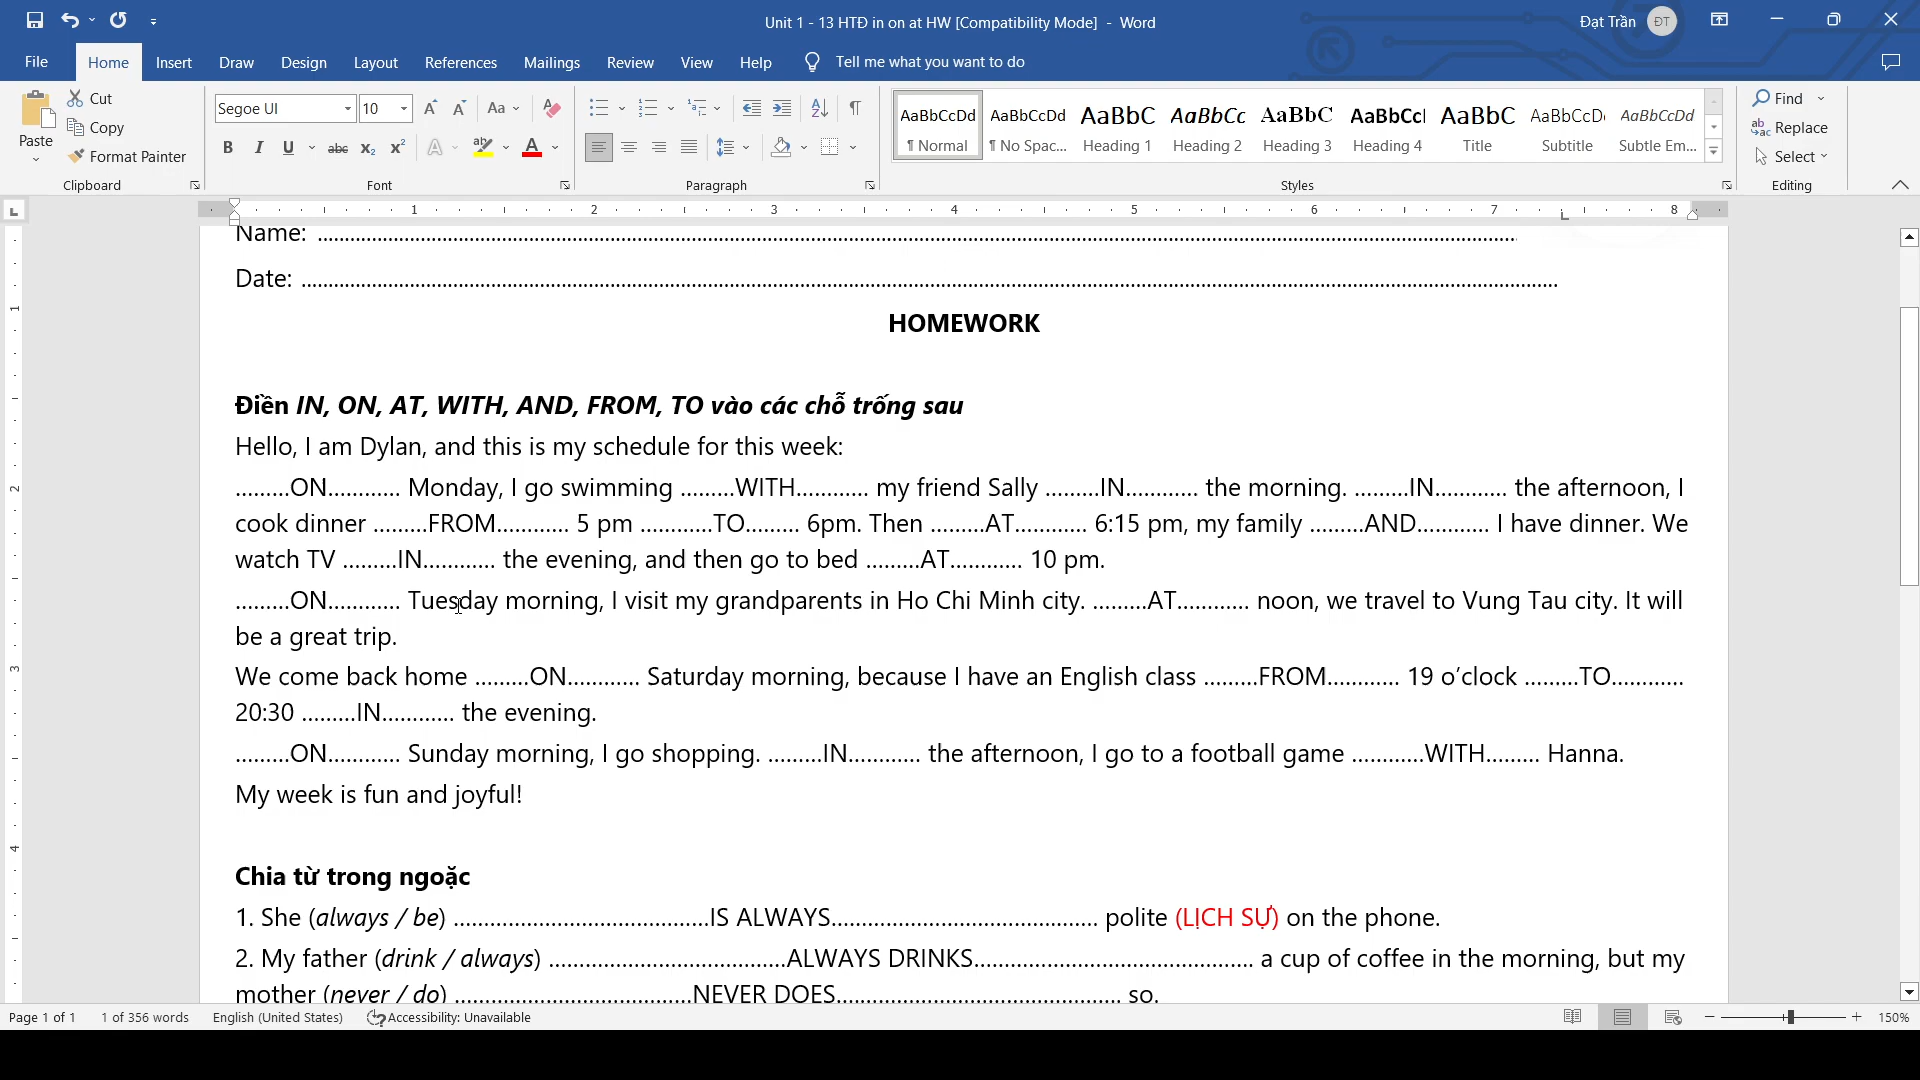 Unit 1 - 13 HTĐ in on at HW [Compatibility Mode] - Word
Đạt Trần ĐT
File Home Insert Draw Design Layout References Mailings Review View Help Tell me what you want to do
Paste
Cut
Copy
Format Painter
Clipboard
Segoe UI 10
Font
Paragraph
AaBbCcDd AaBbCcDd AaBbC AaBbCc AaBbC AaBbCcI AaBbC AaBbCcD AaBbCcDd
¶ Normal ¶ No Spac... Heading 1 Heading 2 Heading 3 Heading 4 Title Subtitle Subtle Em...
Styles
Find
Replace
Select
Editing
1 2 3 4 5 6 7 8
Name: ........................................................................
Date: ........................................................................
HOMEWORK
Điền IN, ON, AT, WITH, AND, FROM, TO vào các chỗ trống sau
Hello, I am Dylan, and this is my schedule for this week:
.........ON............ Monday, I go swimming .........WITH............ my friend Sally .........IN............ the morning. .........IN............ the afternoon, I
cook dinner .........FROM............ 5 pm ............TO......... 6pm. Then .........AT............ 6:15 pm, my family .........AND............ I have dinner. We
watch TV .........IN............ the evening, and then go to bed .........AT............ 10 pm.
.........ON............ Tuesday morning, I visit my grandparents in Ho Chi Minh city. .........AT............ noon, we travel to Vung Tau city. It will
be a great trip.
We come back home .........ON............ Saturday morning, because I have an English class .........FROM............ 19 o’clock .........TO............
20:30 .........IN............ the evening.
.........ON............ Sunday morning, I go shopping. .........IN............ the afternoon, I go to a football game ............WITH......... Hanna.
My week is fun and joyful!
Chia từ trong ngoặc
1. She (always / be) ..........................................IS ALWAYS............................................ polite (LỊCH SỰ) on the phone.
2. My father (drink / always) .......................................ALWAYS DRINKS.............................................. a cup of coffee in the morning, but my
mother (never / do) .......................................NEVER DOES............................................... so.
Page 1 of 1 1 of 356 words English (United States) Accessibility: Unavailable 150%